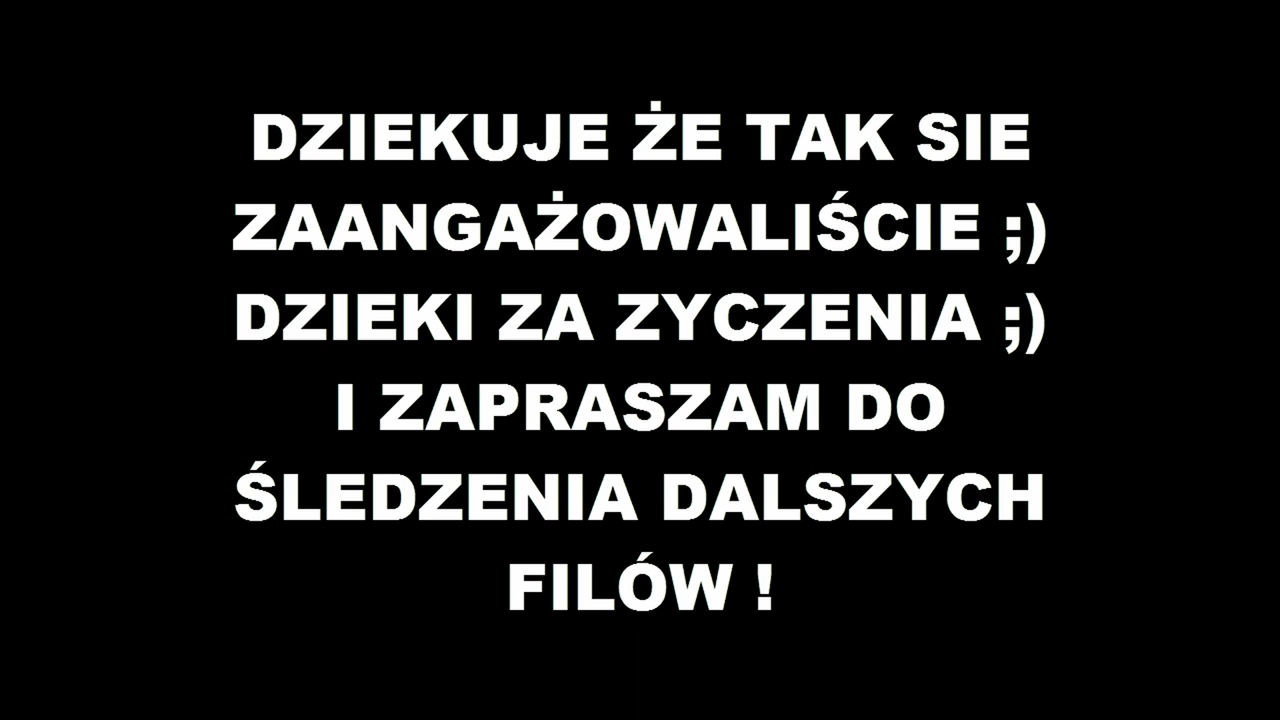 DZIEKUJE ŻE TAK SIE
ZAANGAŻOWALIŚCIE ;)
DZIEKI ZA ZYCZENIA ;)
I ZAPRASZAM DO
ŚLEDZENIA DALSZYCH
FILÓW !